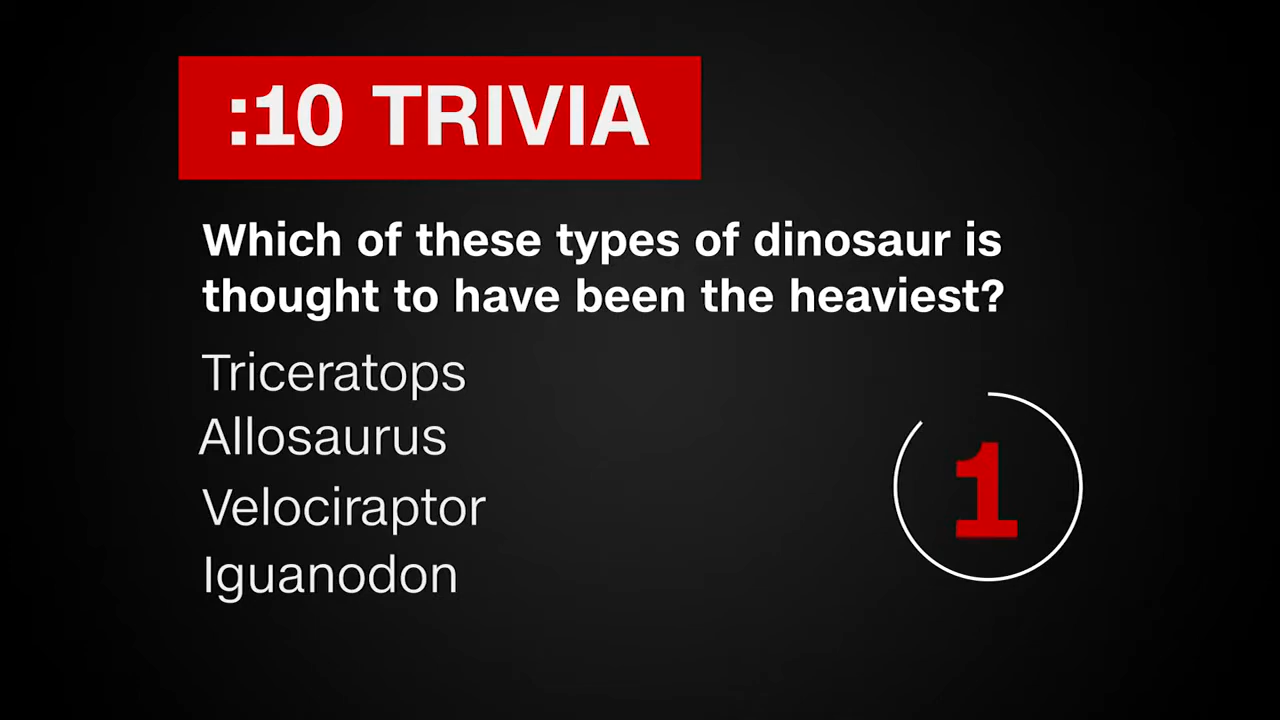 :10 TRIVIA
Which of these types of dinosaur is
thought to have been the heaviest?
Triceratops
Allosaurus
Velociraptor
Iguanodon
1